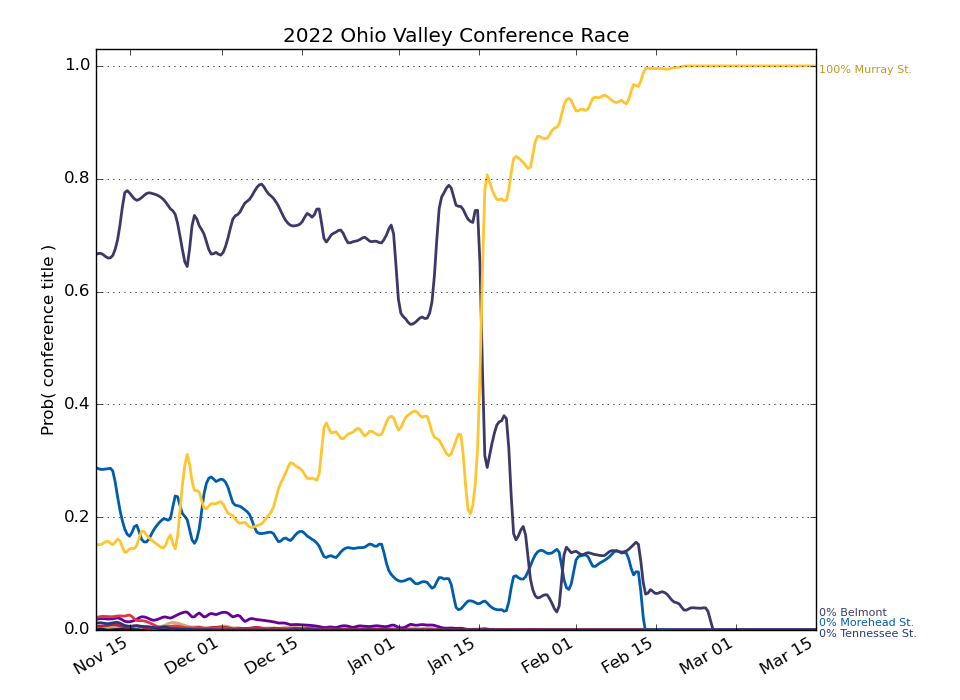 2022 Ohio Valley Conference Race
1.0
0.8
0.6
0.4
0.2
0.0
Prob( conference title )
100% Murray St.
0% Belmont
0% Morehead St.
0% Tennessee St.
Nov 15
Dec 01
Dec 15
Jan 01
Jan 15
Feb 01
Feb 15
Mar 01
Mar 15